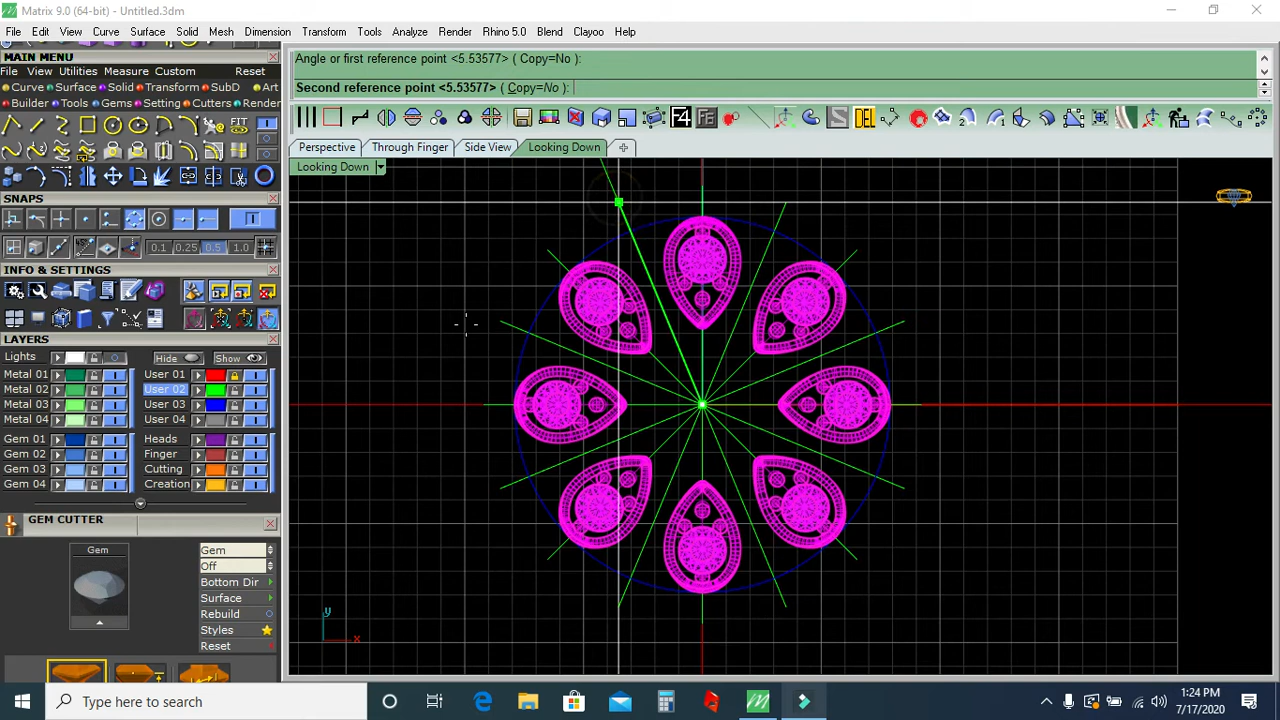 Matrix 9.0 (64-bit) - Untitled.3dm
File Edit View Curve Surface Solid Mesh Dimension Transform Tools Analyze Render Rhino 5.0 Blend Clayoo Help
MAIN MENU
File View Utilities Measure Custom Reset
Curve Surface Solid Transform SubD Art
Builder Tools Gems Setting Cutters Render
Angle or first reference point <5.53577> ( Copy=No ):
Second reference point <5.53577> ( Copy=No ):
F4 DEL
FIT
Perspective Through Finger Side View Looking Down
Looking Down
SNAPS
0.1 0.25 0.5 1.0
INFO & SETTINGS
LAYERS
Lights Hide Show
Metal 01 User 01
Metal 02 User 02
Metal 03 User 03
Metal 04 User 04
Gem 01 Heads
Gem 02 Finger
Gem 03 Cutting
Gem 04 Creation
GEM CUTTER
Gem
Gem
Off
Bottom Dir
Surface
Rebuild
Styles
Reset
y
x
Type here to search
1:24 PM
7/17/2020